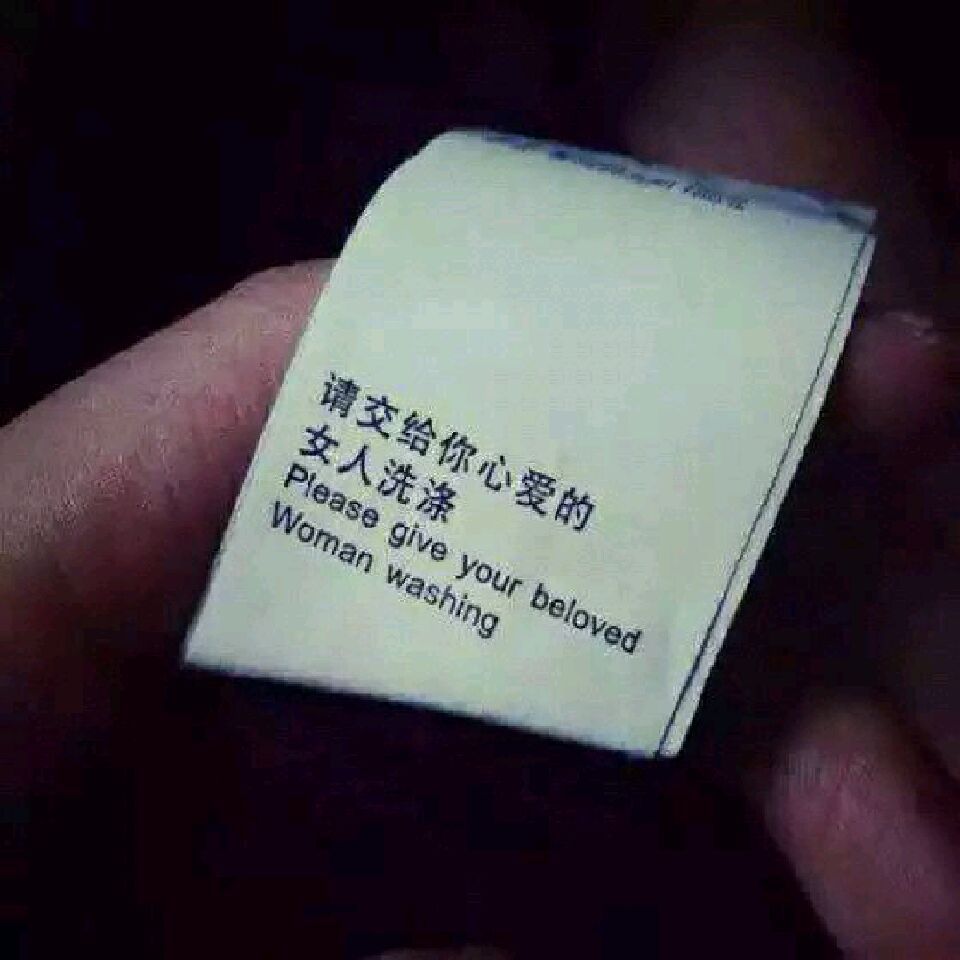 请交给你心爱的
女人洗涤
Please give your beloved
Woman washing